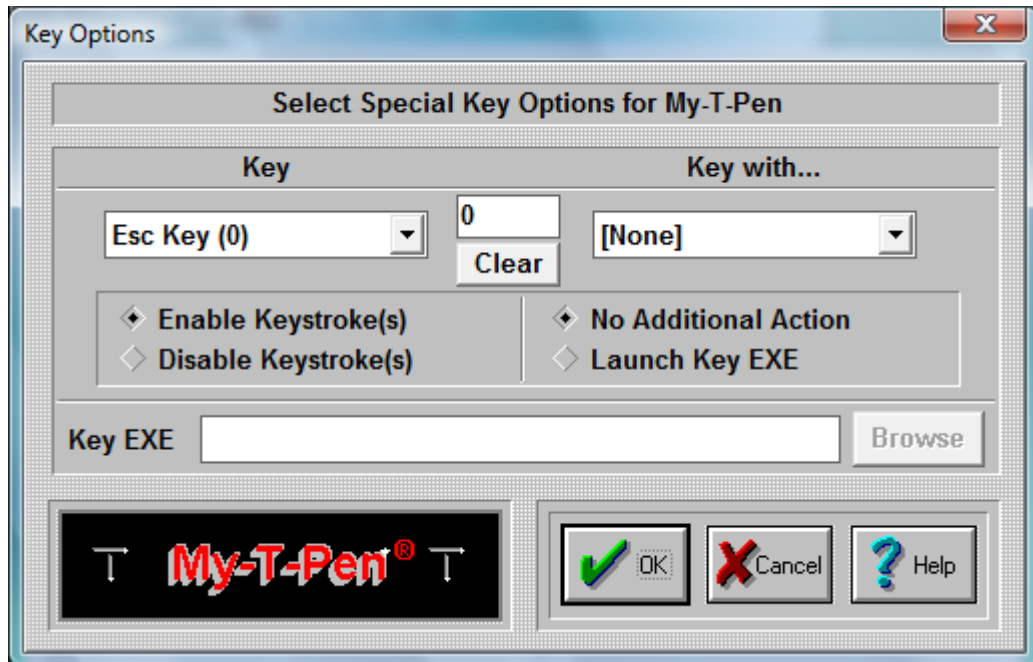 Key Options
Select Special Key Options for My-T-Pen
Key Key with...
Esc Key (0) 0 [None]
Clear
Enable Keystroke(s) No Additional Action
Disable Keystroke(s) Launch Key EXE
Key EXE Browse
My-T-Pen® OK Cancel Help